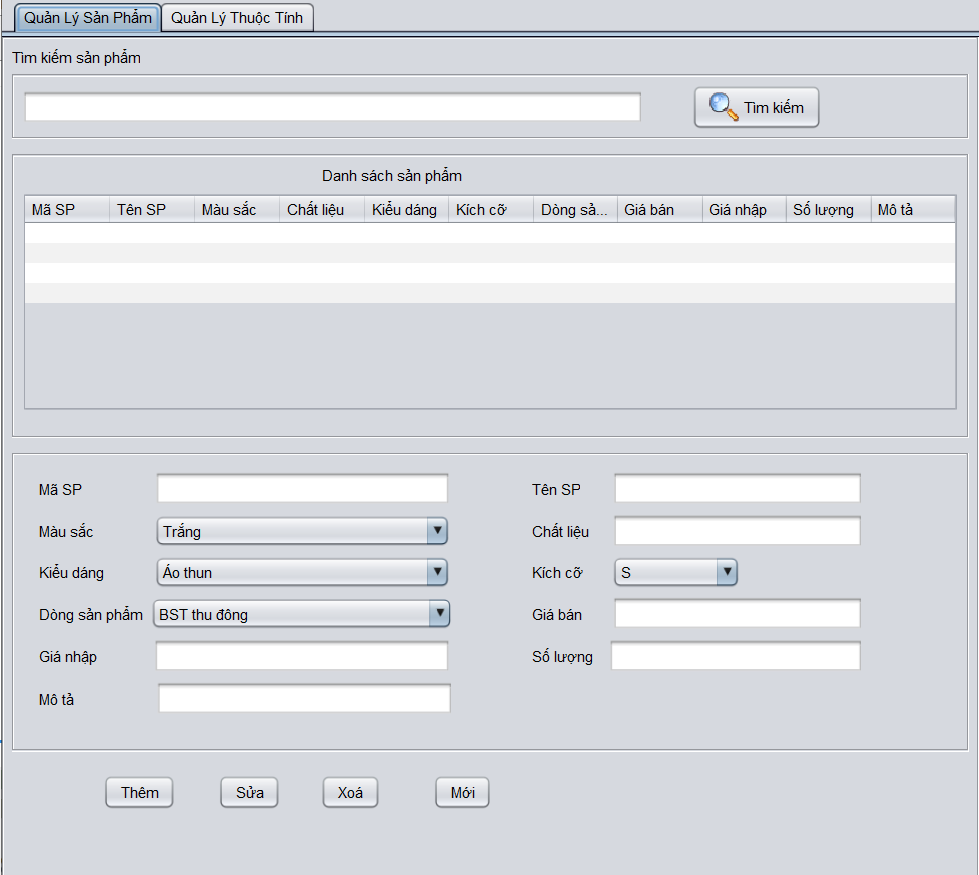 Quản Lý Sản Phẩm Quản Lý Thuộc Tính
Tìm kiếm sản phẩm
Tìm kiếm
Danh sách sản phẩm
Mã SP Tên SP Màu sắc Chất liệu Kiểu dáng Kích cỡ Dòng sả... Giá bán Giá nhập Số lượng Mô tả
Mã SP Tên SP
Màu sắc Trắng Chất liệu
Kiểu dáng Áo thun Kích cỡ S
Dòng sản phẩm BST thu đông Giá bán
Giá nhập Số lượng
Mô tả
Thêm Sửa Xoá Mới